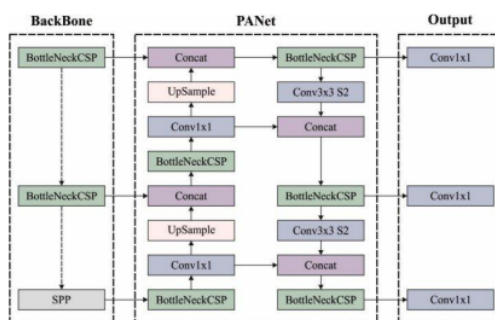 BackBone PANet Output
BottleNeckCSP Concat BottleNeckCSP Conv1x1
UpSample Conv3x3 S2
Conv1x1 Concat
BottleNeckCSP
BottleNeckCSP Concat BottleNeckCSP Conv1x1
UpSample Conv3x3 S2
Conv1x1 Concat
SPP BottleNeckCSP BottleNeckCSP Conv1x1